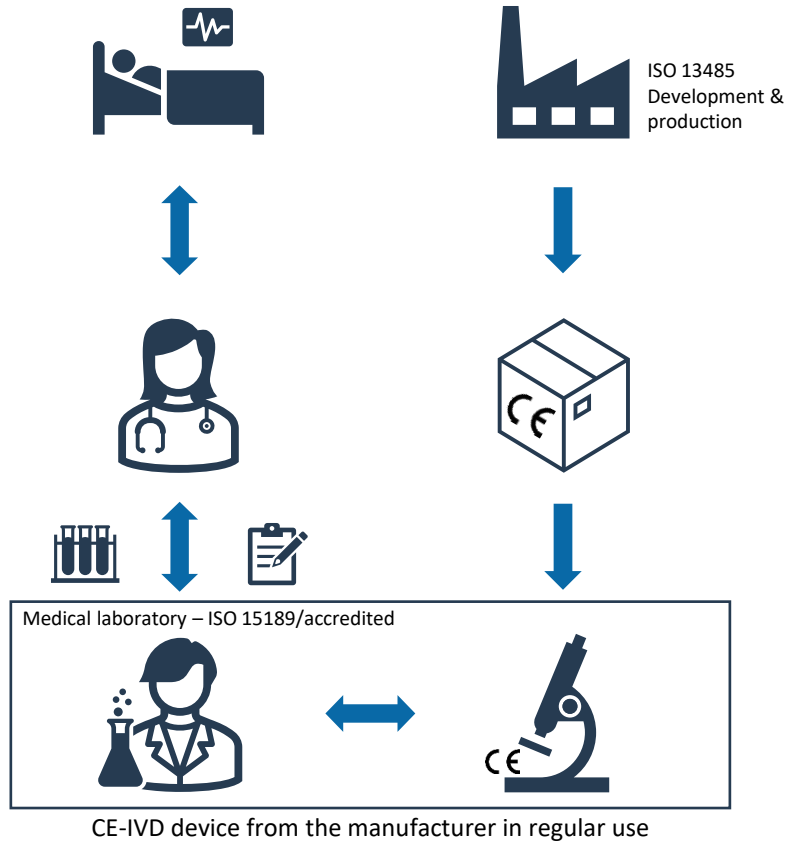 ISO 13485
Development &
production
CE
Medical laboratory – ISO 15189/accredited
CE
CE-IVD device from the manufacturer in regular use